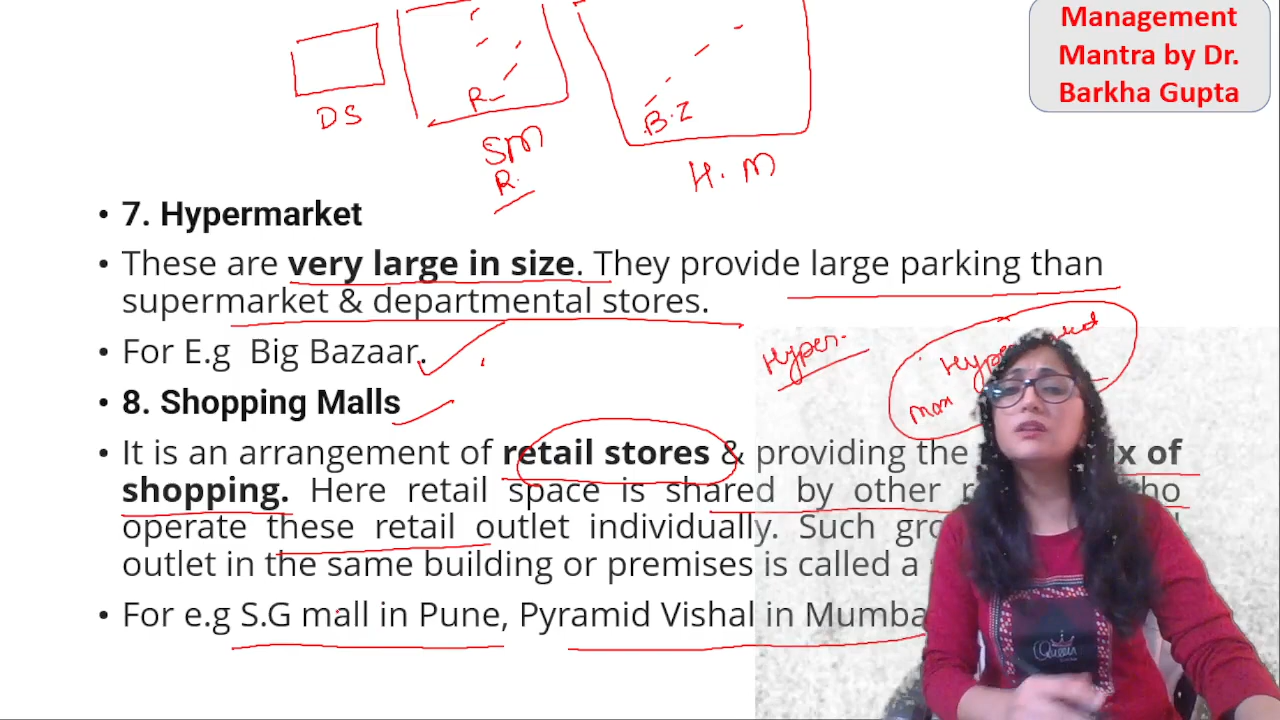 Management
Mantra by Dr.
Barkha Gupta
DS
R
SM
R.
B.Z
H.M
• 7. Hypermarket
• These are very large in size. They provide large parking than
supermarket & departmental stores.
• For E.g Big Bazaar.
Hyper.
Max
• 8. Shopping Malls
• It is an arrangement of retail stores & providing the of
shopping. Here retail space is shared by other
operate these retail outlet individually. Such
outlet in the same building or premises is called a
• For e.g S.G mall in Pune, Pyramid Vishal in
Queen